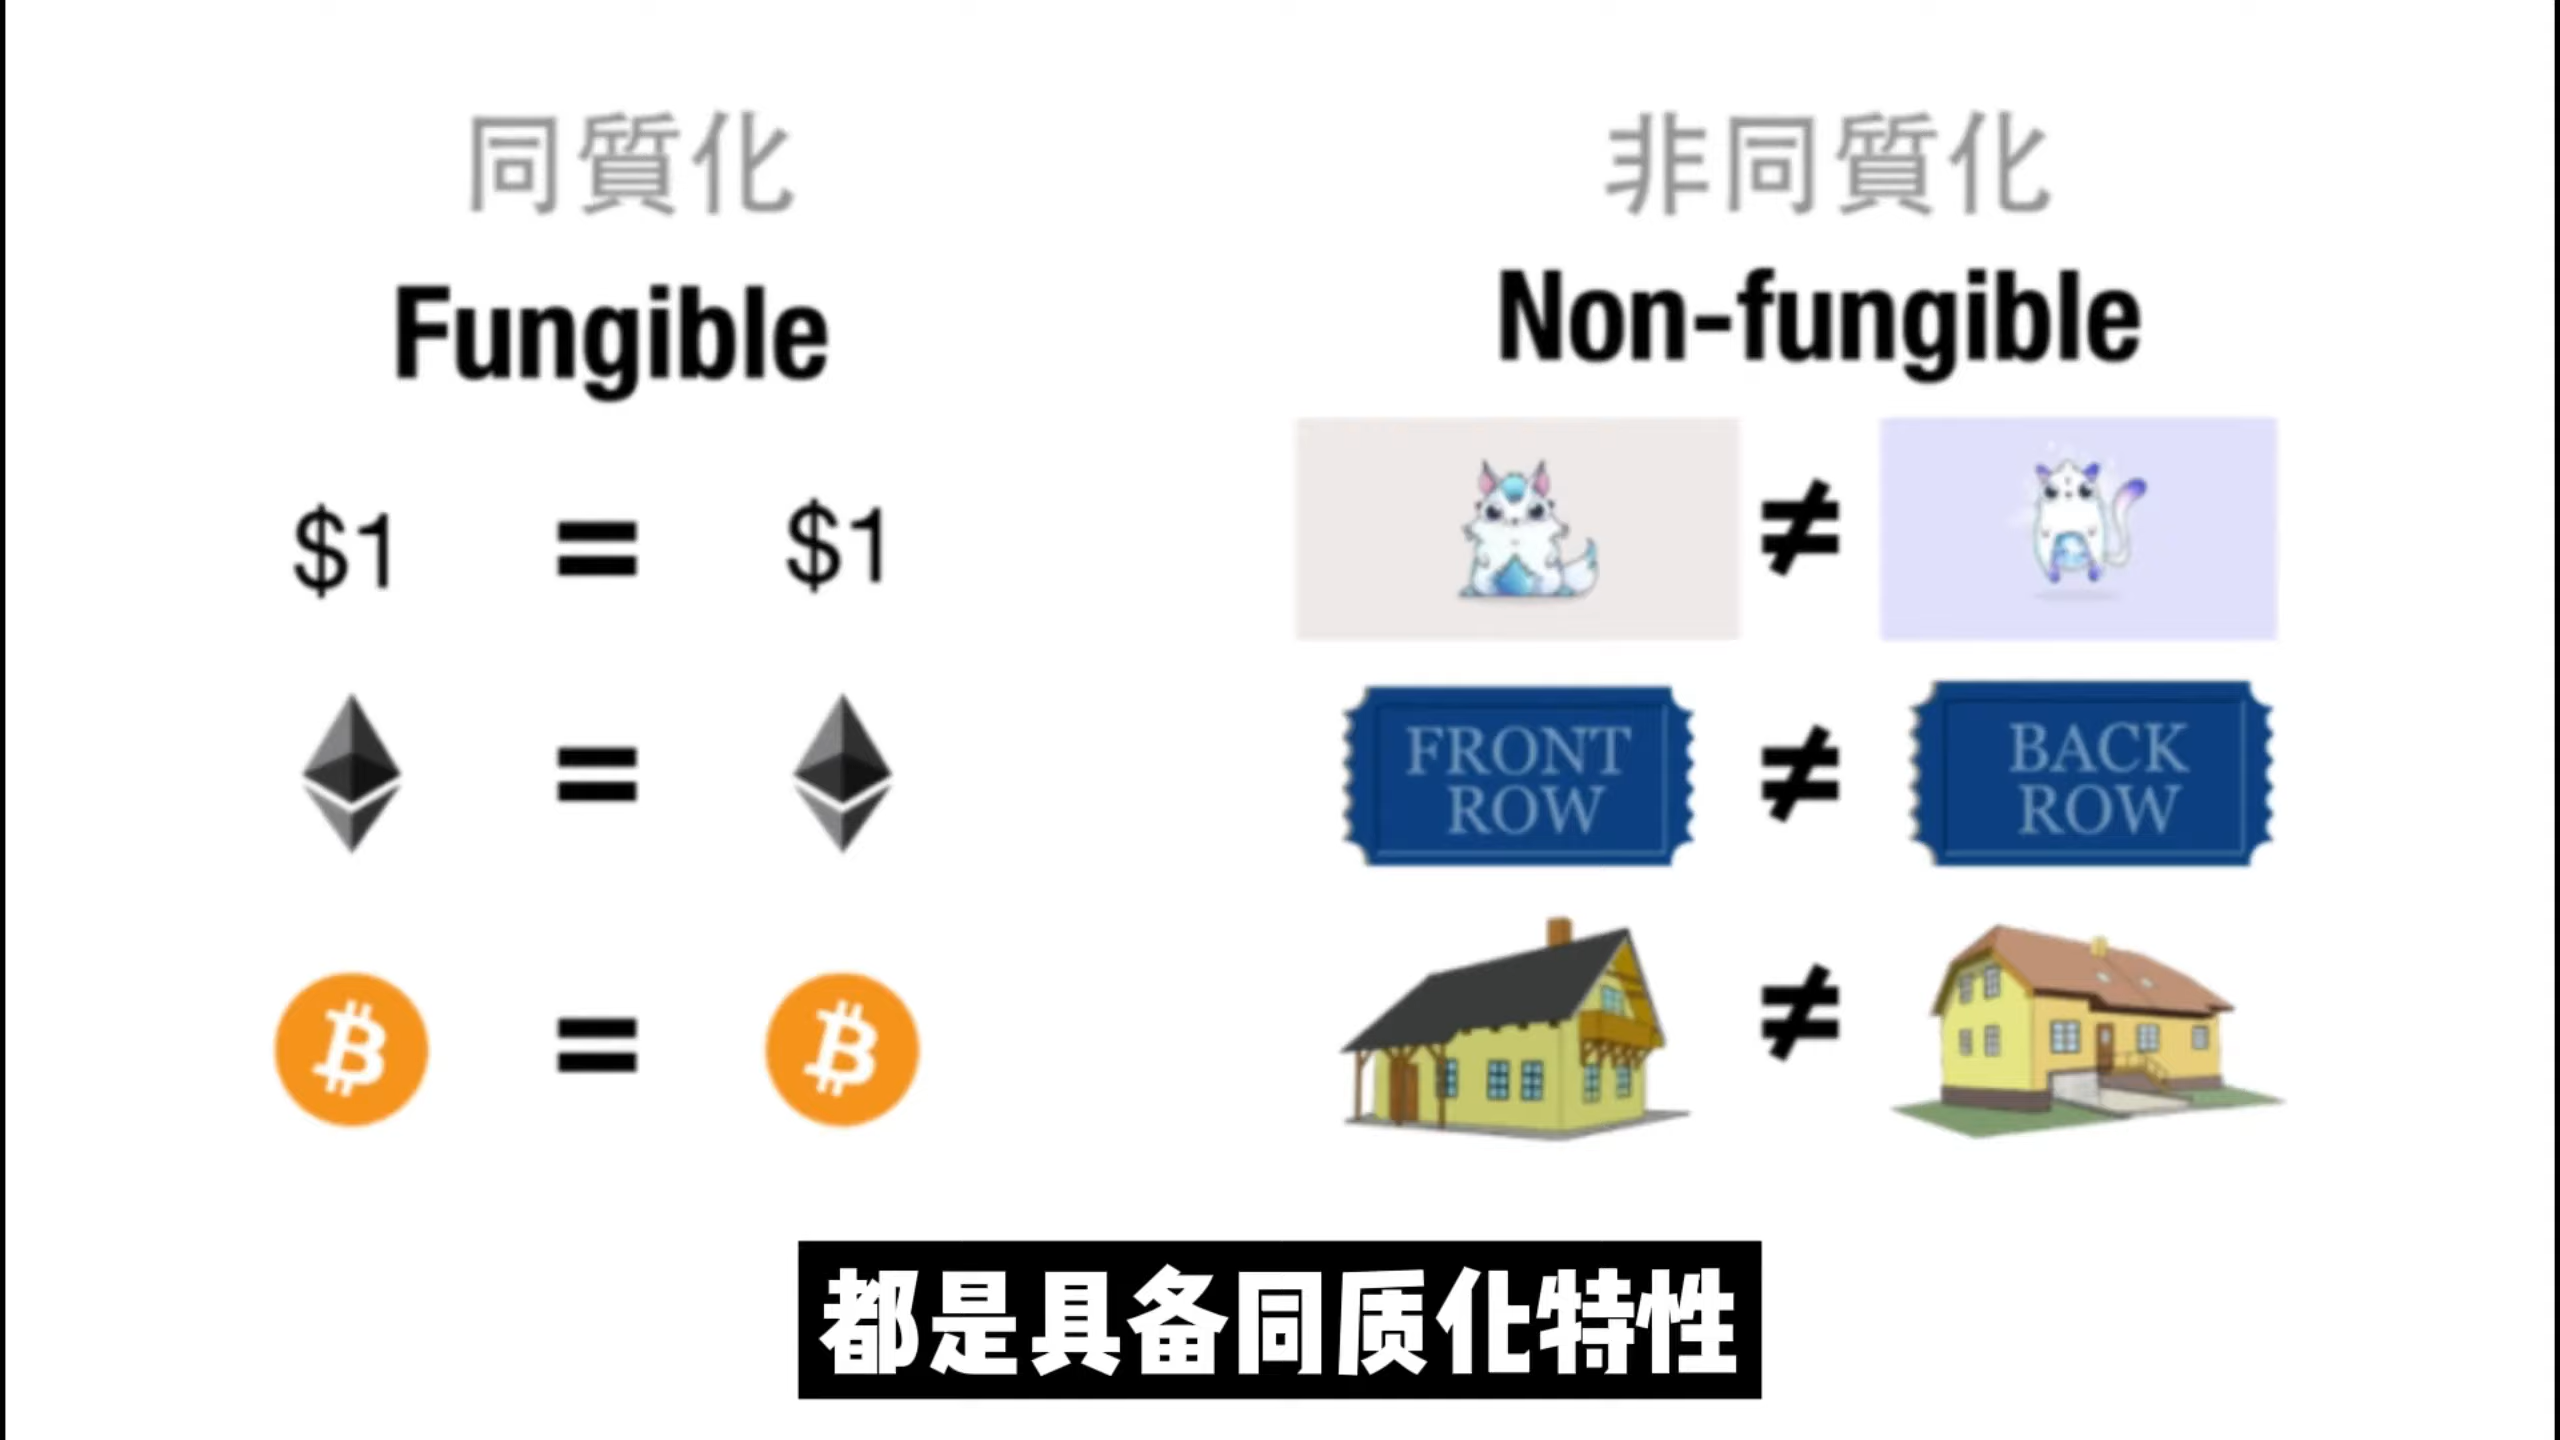 同質化
Fungible
$1 = $1
=
=
非同質化
Non-fungible
≠
FRONT
ROW
≠
BACK
ROW
≠
都是具备同质化特性